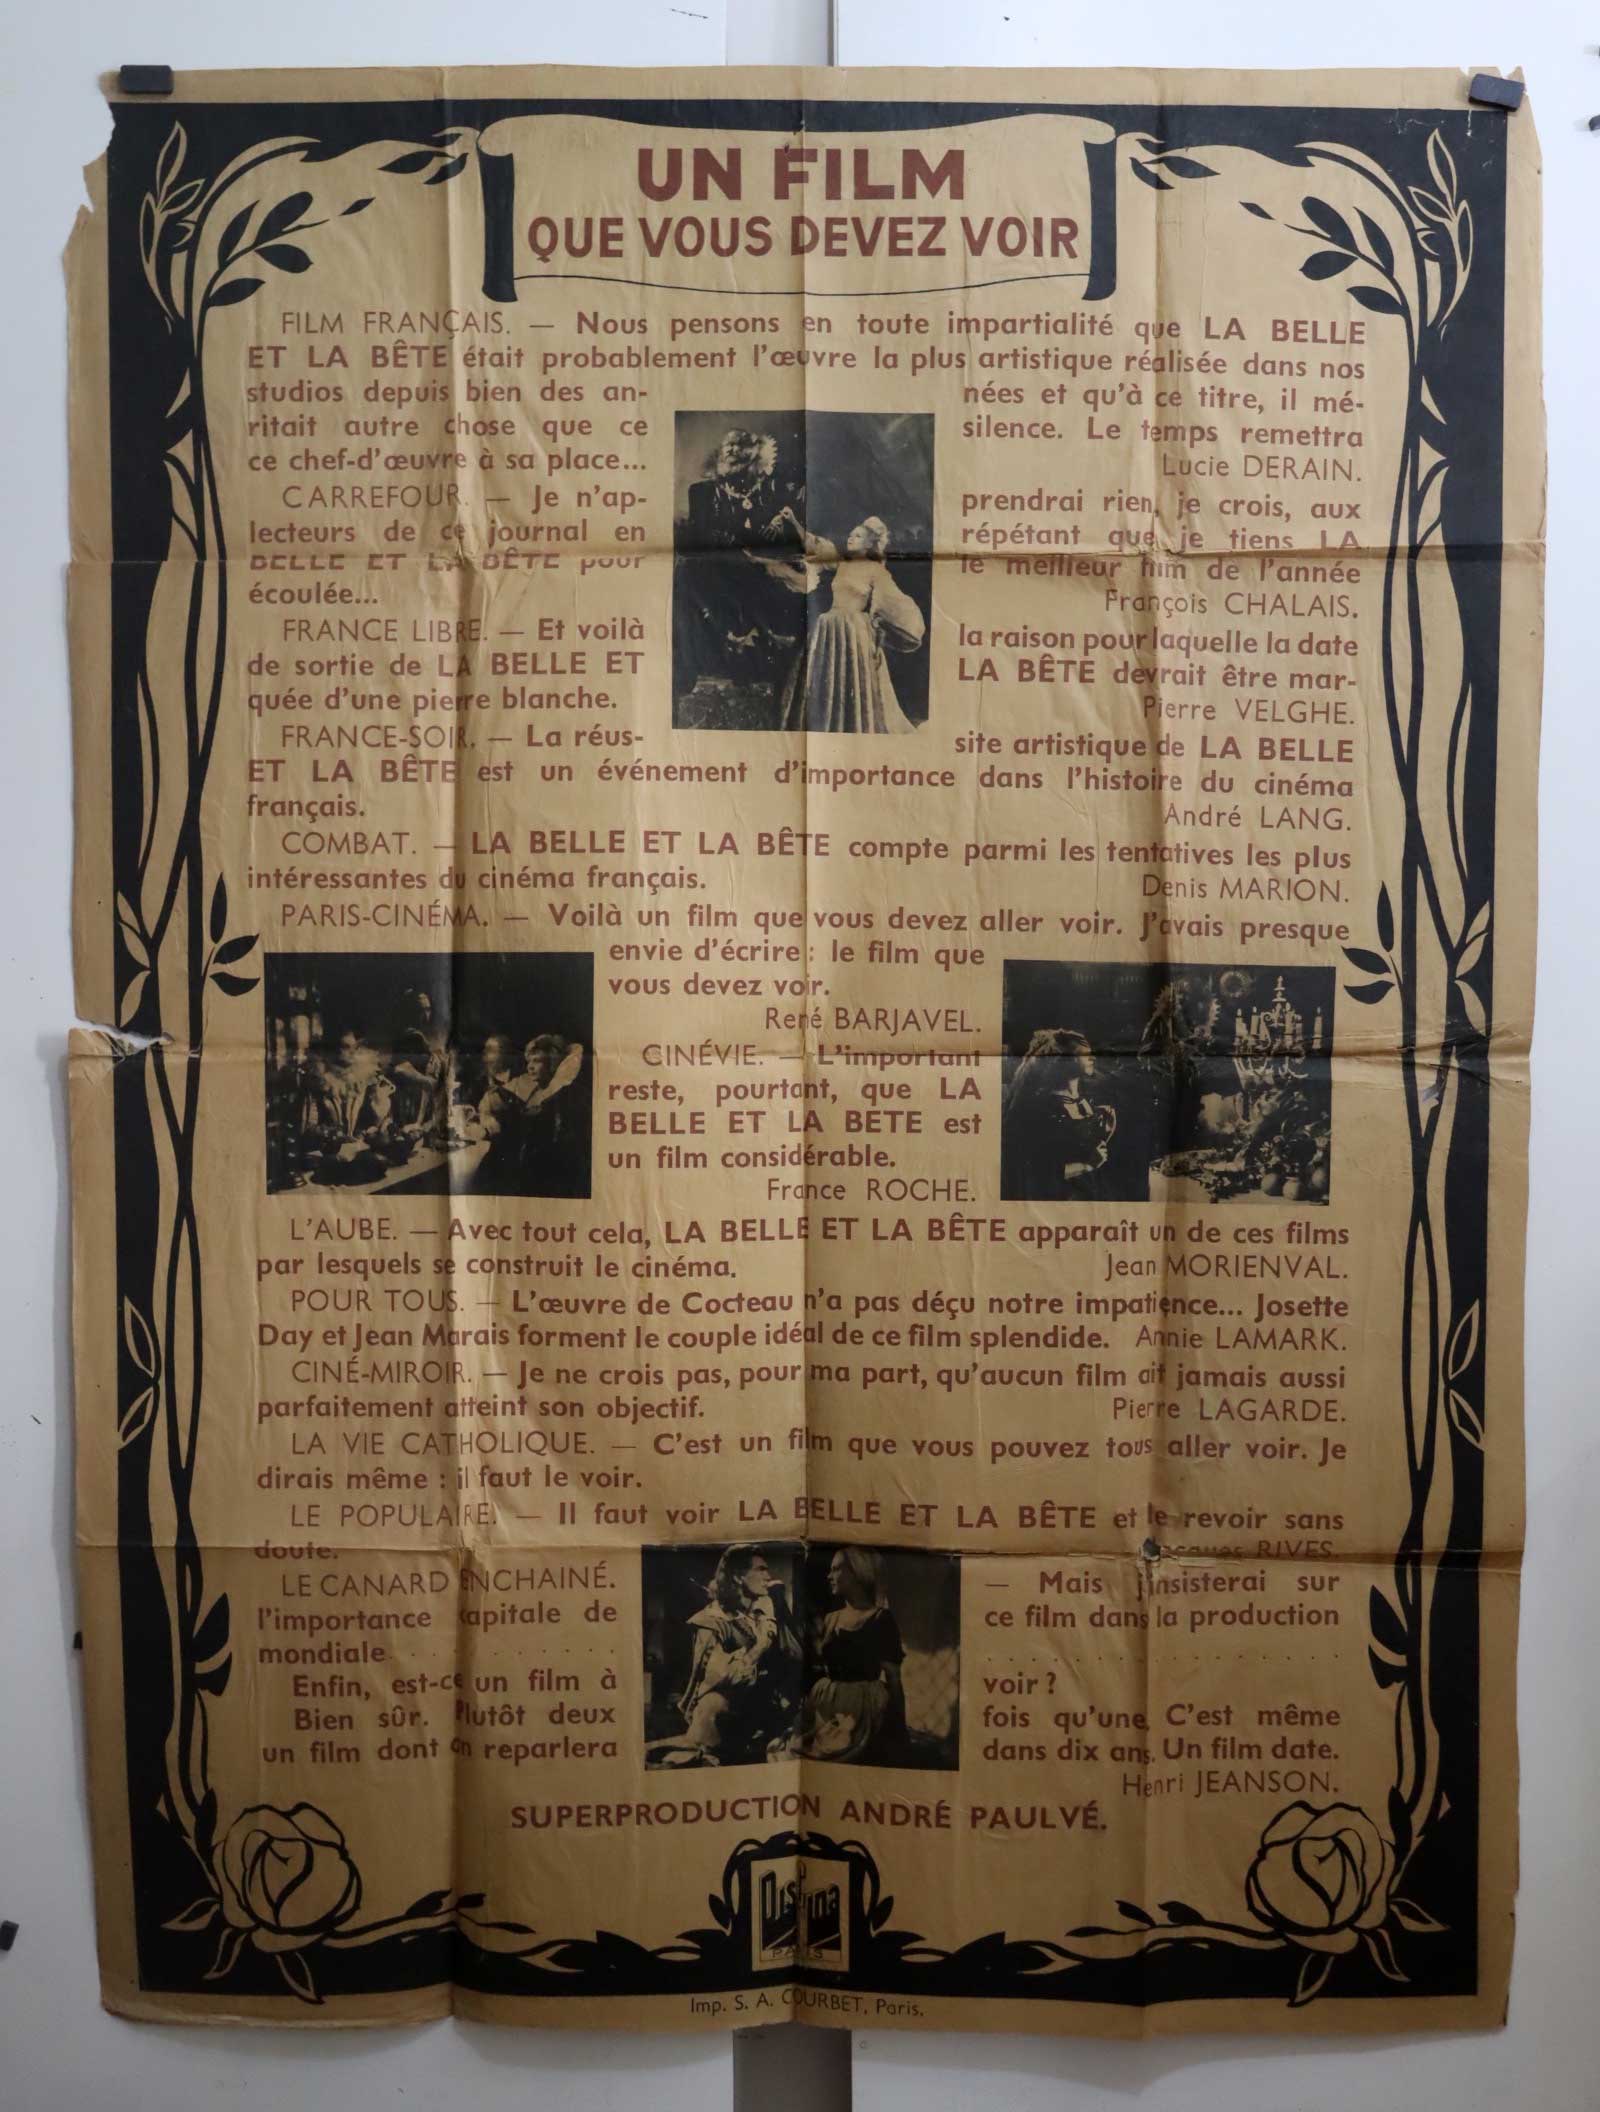 UN FILM
QUE VOUS DEVEZ VOIR
FILM FRANÇAIS. — Nous pensons en toute impartialité que LA BELLE
ET LA BÊTE était probablement l'œuvre la plus artistique réalisée dans nos
studios depuis bien des an- nées et qu'à ce titre, il mé-
ritait autre chose que ce silence. Le temps remettra
ce chef-d'œuvre à sa place...
Lucie DERAIN.
CARREFOUR. — Je n'ap- prendrai rien, je crois, aux
lecteurs de ce journal en répétant que je tiens LA
BELLE ET LA BÊTE pour le meilleur film de l'année
écoulée...
François CHALAIS.
FRANCE LIBRE. — Et voilà la raison pour laquelle la date
de sortie de LA BELLE ET LA BÊTE devrait être mar-
quée d'une pierre blanche.
Pierre VELGHE.
FRANCE-SOIR. — La réus- site artistique de LA BELLE
ET LA BÊTE est un événement d'importance dans l'histoire du cinéma
français.
André LANG.
COMBAT. — LA BELLE ET LA BÊTE compte parmi les tentatives les plus
intéressantes du cinéma français.
Denis MARION.
PARIS-CINÉMA. — Voilà un film que vous devez aller voir. J'avais presque
envie d'écrire : le film que
vous devez voir.
René BARJAVEL.
CINÉVIE. — L'important
reste, pourtant, que LA
BELLE ET LA BETE est
un film considérable.
France ROCHE.
L'AUBE. — Avec tout cela, LA BELLE ET LA BÊTE apparaît un de ces films
par lesquels se construit le cinéma.
Jean MORIENVAL.
POUR TOUS. — L'œuvre de Cocteau n'a pas déçu notre impatience... Josette
Day et Jean Marais forment le couple idéal de ce film splendide. Annie LAMARK.
CINÉ-MIROIR. — Je ne crois pas, pour ma part, qu'aucun film ait jamais aussi
parfaitement atteint son objectif.
Pierre LAGARDE.
LA VIE CATHOLIQUE. — C'est un film que vous pouvez tous aller voir. Je
dirais même : il faut le voir.
LE POPULAIRE. — Il faut voir LA BELLE ET LA BÊTE et le revoir sans
doute.
RIVES.
LE CANARD ENCHAINÉ. — Mais j'insisterai sur
l'importance capitale de ce film dans la production
mondiale . . . . . . . . . . . . . . . . . . . .
Enfin, est-ce un film à voir ?
Bien sûr. Plutôt deux fois qu'une. C'est même
un film dont on reparlera dans dix ans. Un film date.
Henri JEANSON.
SUPERPRODUCTION ANDRÉ PAULVÉ.
PARIS
Imp. S. A. COURBET, Paris.